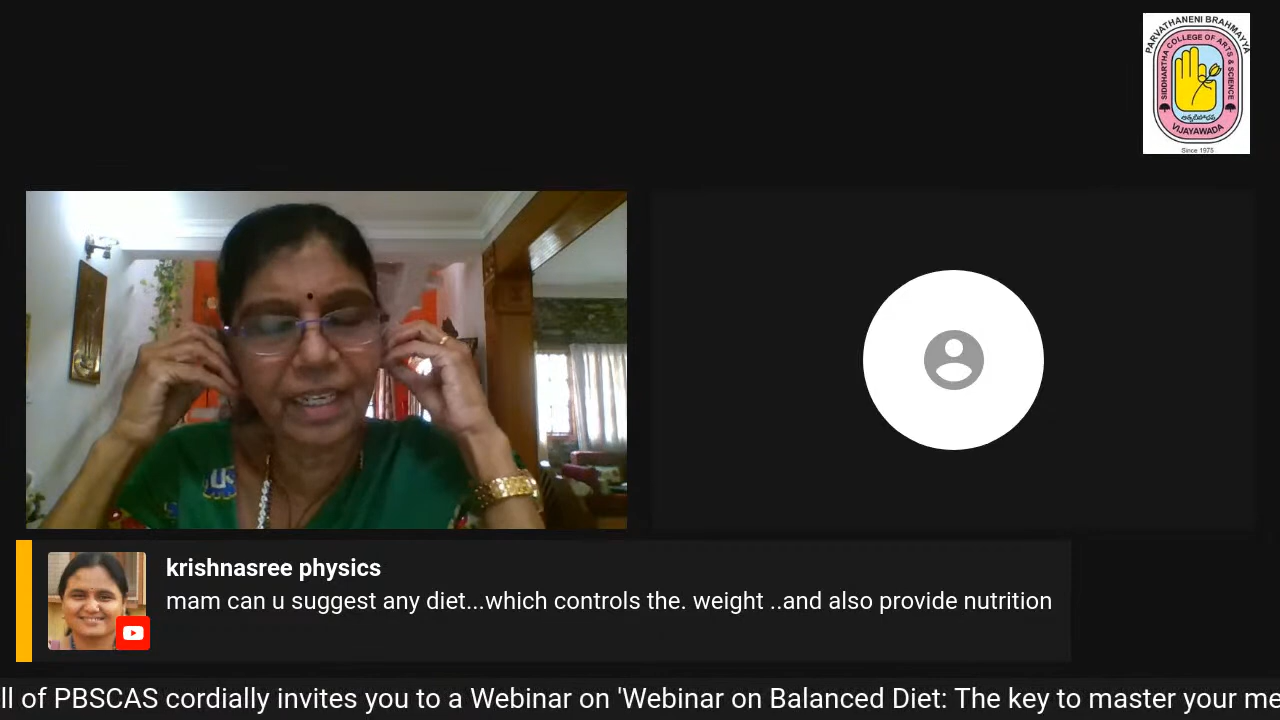 PARVATHANENI BRAHMAYYA
SIDDHARTHA COLLEGE OF ARTS & SCIENCE
VIJAYAWADA
Since 1975
krishnasree physics
mam can u suggest any diet...which controls the. weight ..and also provide nutrition
ll of PBSCAS cordially invites you to a Webinar on 'Webinar on Balanced Diet: The key to master your me